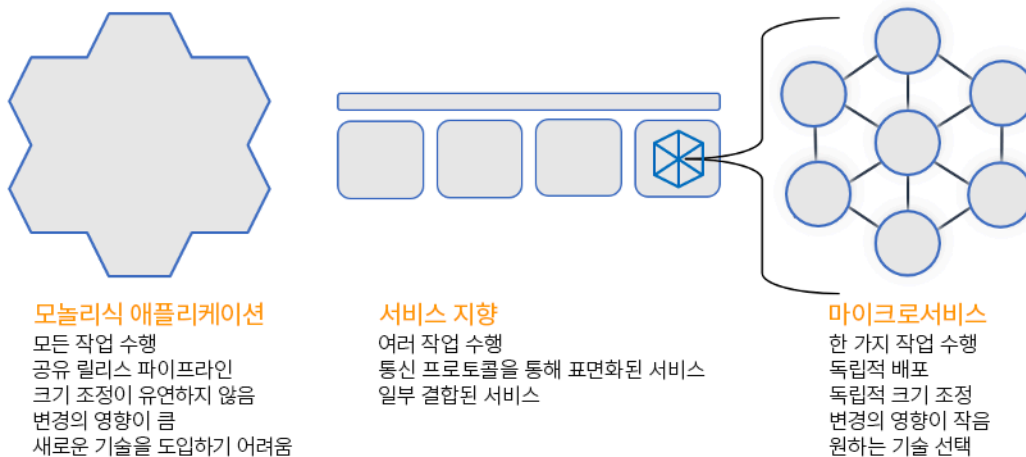 모놀리식 애플리케이션
모든 작업 수행
공유 릴리스 파이프라인
크기 조정이 유연하지 않음
변경의 영향이 큼
새로운 기술을 도입하기 어려움
서비스 지향
여러 작업 수행
통신 프로토콜을 통해 표면화된 서비스
일부 결합된 서비스
마이크로서비스
한 가지 작업 수행
독립적 배포
독립적 크기 조정
변경의 영향이 작음
원하는 기술 선택